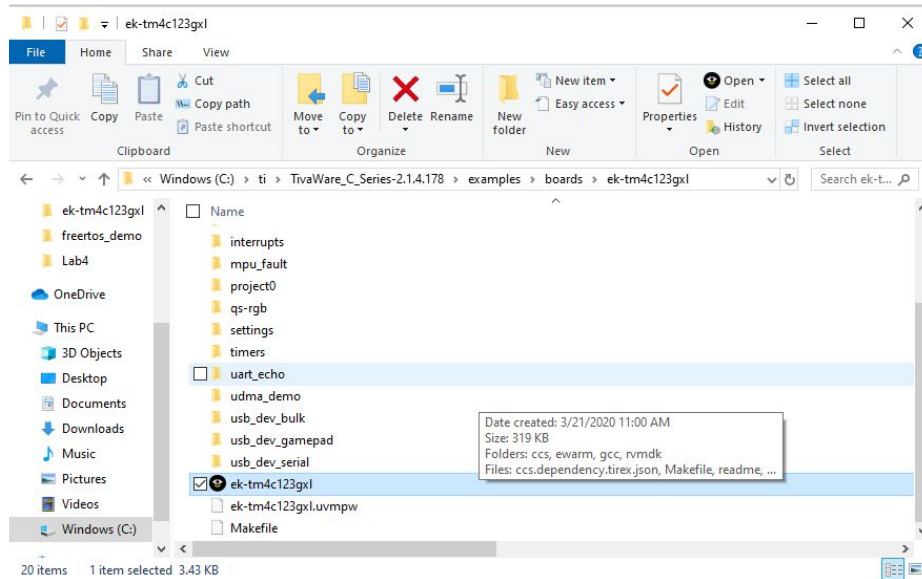 ek-tm4c123gxl
File Home Share View
Pin to Quick access
Copy
Paste
Cut
Copy path
Paste shortcut
Clipboard
Move to
Copy to
Delete
Rename
Organize
New folder
New item
Easy access
New
Properties
Open
Edit
History
Open
Select all
Select none
Invert selection
Select
« Windows (C:) › ti › TivaWare_C_Series-2.1.4.178 › examples › boards › ek-tm4c123gxl
Search ek-t...
ek-tm4c123gxl
freertos_demo
Lab4
OneDrive
This PC
3D Objects
Desktop
Documents
Downloads
Music
Pictures
Videos
Windows (C:)
Name
interrupts
mpu_fault
project0
qs-rgb
settings
timers
uart_echo
udma_demo
usb_dev_bulk
usb_dev_gamepad
usb_dev_serial
ek-tm4c123gxl
ek-tm4c123gxl.uvmpw
Makefile
Date created: 3/21/2020 11:00 AM
Size: 319 KB
Folders: ccs, ewarm, gcc, rvmdk
Files: ccs.dependency.tirex.json, Makefile, readme, ...
20 items 1 item selected 3.43 KB